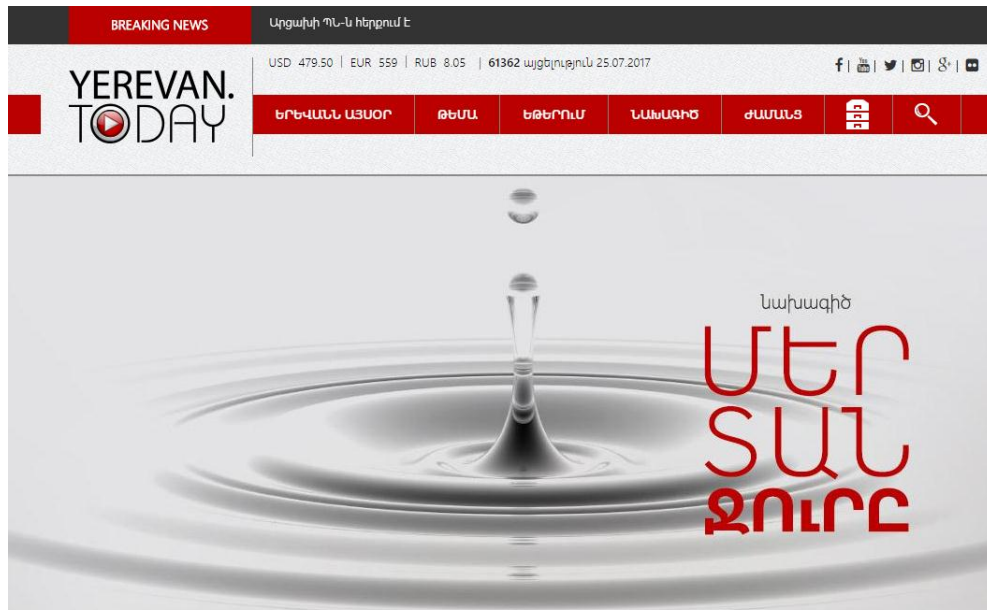 BREAKING NEWS Արցախի ՊՆ-ն հերքում է
USD 479.50 | EUR 559 | RUB 8.05 | 61362 այցելություն 25.07.2017
YEREVAN.
TODAY
ԵՐԵՎԱՆՆ ԱՅՍՕՐ ԹԵՄԱ ԵԹԵՐՈւՄ ՆԱԽԱԳԻԾ ԺԱՄԱՆՑ
նախագիծ
ՄԵՐ
ՏԱՆ
ՋՈւՐԸ